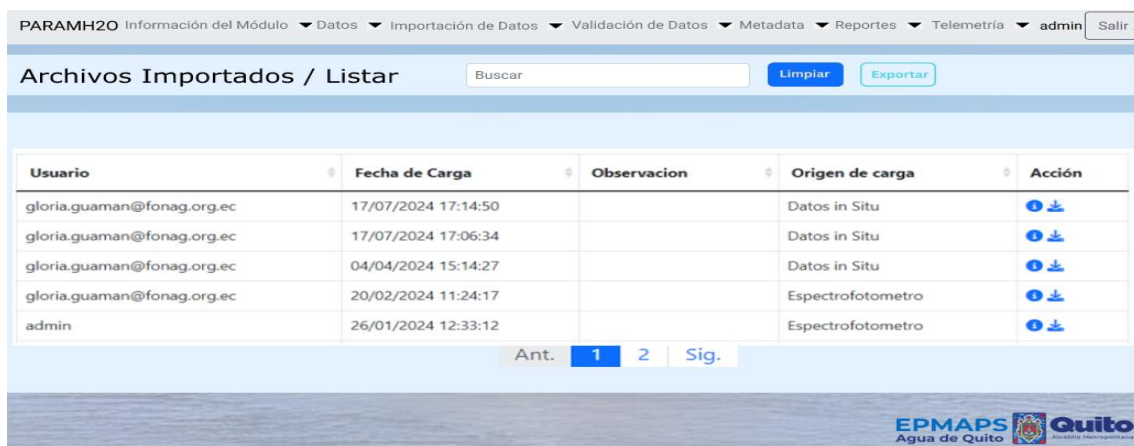 PARAMH2O Información del Módulo Datos Importación de Datos Validación de Datos Metadata Reportes Telemetría admin Salir
Archivos Importados / Listar Buscar Limpiar Exportar
Usuario Fecha de Carga Observacion Origen de carga Acción
gloria.guaman@fonag.org.ec 17/07/2024 17:14:50 Datos in Situ
gloria.guaman@fonag.org.ec 17/07/2024 17:06:34 Datos in Situ
gloria.guaman@fonag.org.ec 04/04/2024 15:14:27 Datos in Situ
gloria.guaman@fonag.org.ec 20/02/2024 11:24:17 Espectrofotometro
admin 26/01/2024 12:33:12 Espectrofotometro
Ant. 1 2 Sig.
EPMAPS Quito
Agua de Quito Alcaldía Metropolitana